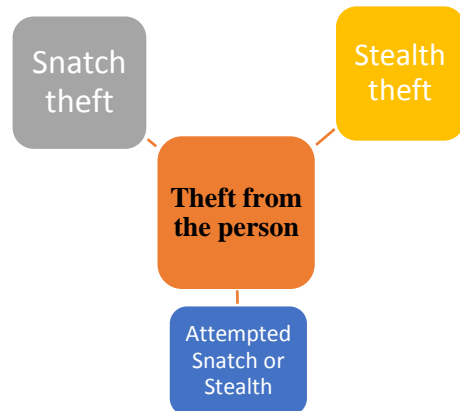 Snatch
theft
Stealth
theft
Theft from
the person
Attempted
Snatch or
Stealth